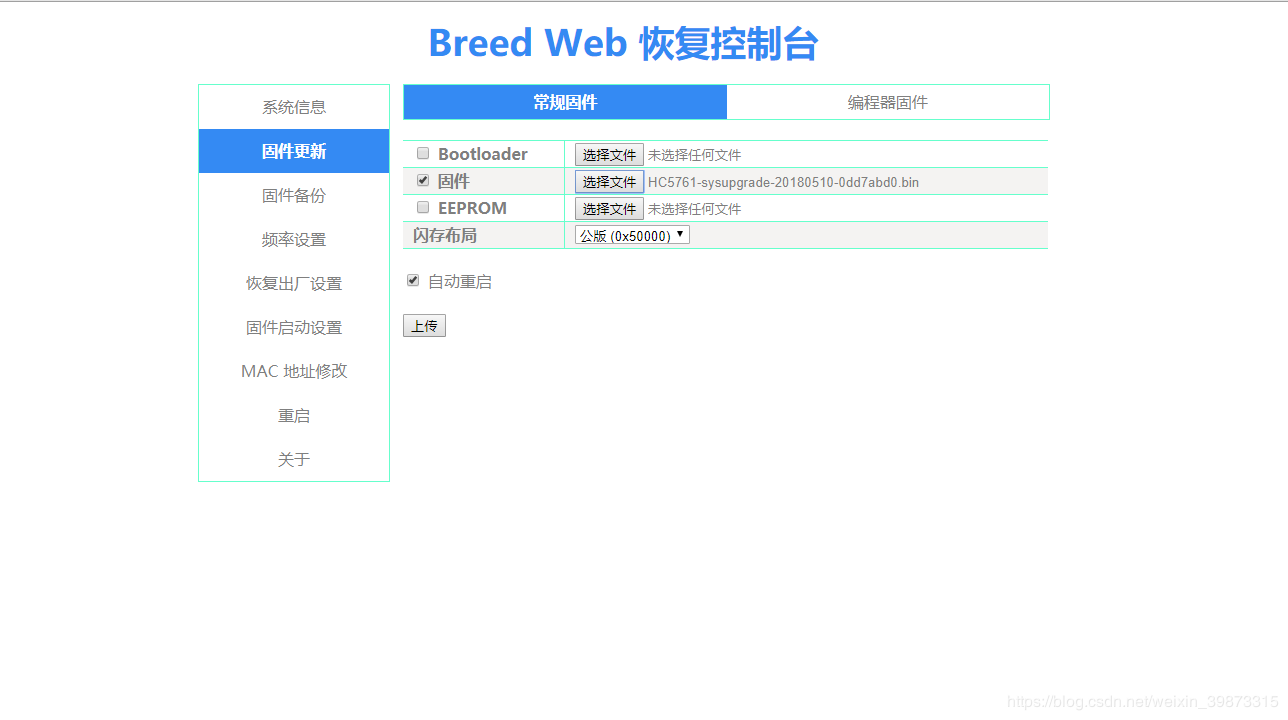 Breed Web 恢复控制台
系统信息
固件更新
固件备份
频率设置
恢复出厂设置
固件启动设置
MAC 地址修改
重启
关于
常规固件 编程器固件
Bootloader 选择文件 未选择任何文件
固件 选择文件 HC5761-sysupgrade-20180510-0dd7abd0.bin
EEPROM 选择文件 未选择任何文件
闪存布局 公版 (0x50000)
自动重启
上传
https://blog.csdn.net/weixin_39873315